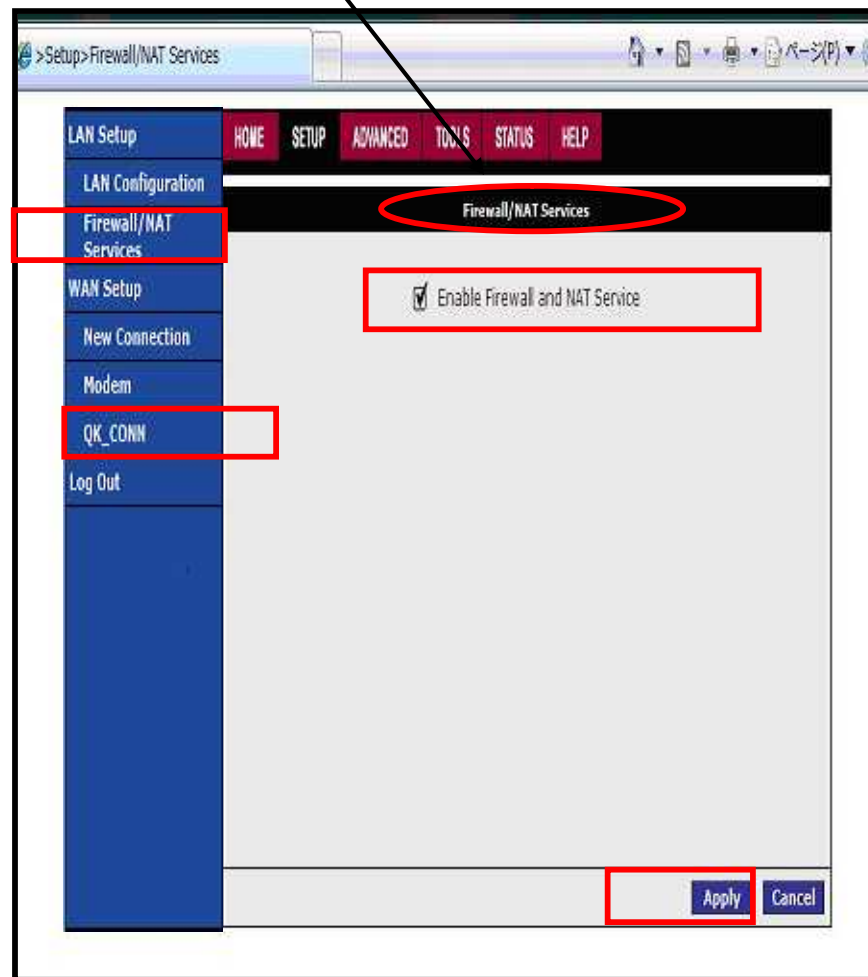 >Setup>Firewall/NAT Services
ページ(P)
LAN Setup
HOME SETUP ADVANCED TOOLS STATUS HELP
LAN Configuration
Firewall/NAT Services
Firewall/NAT
Services
WAN Setup
Enable Firewall and NAT Service
New Connection
Modem
QK_CONN
Log Out
Apply Cancel